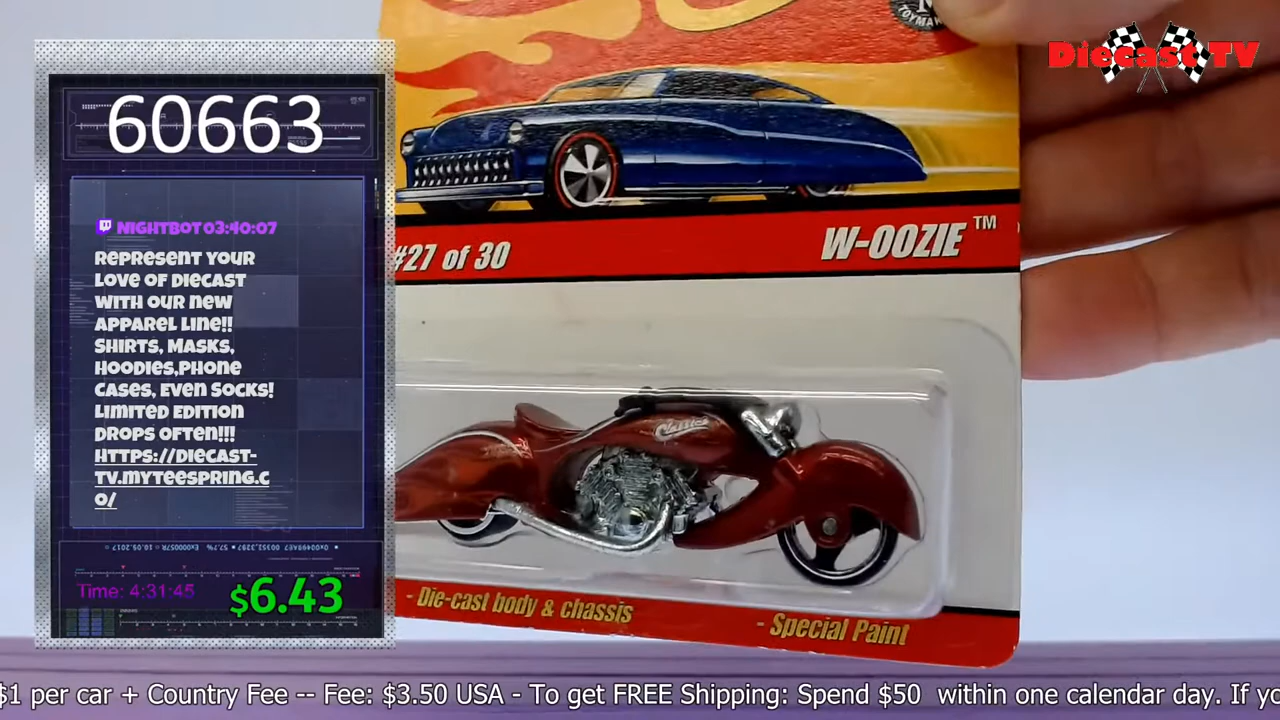 60663
NIGHTBOT 03:40:07
Represent your
love of diecast
with our new
apparel line!!
Shirts, Masks,
Hoodies,Phone
Cases, Even Socks!
Limited Edition
drops often!!!
https://diecast-
tv.myteespring.c
o/
Time: 4:31:45
$6.43
Diecast TV
TOYMA
#27 of 30
W-OOZIE™
Classics
- Die-cast body & chassis
- Special Paint
$1 per car + Country Fee -- Fee: $3.50 USA - To get FREE Shipping: Spend $50 within one calendar day. If yo